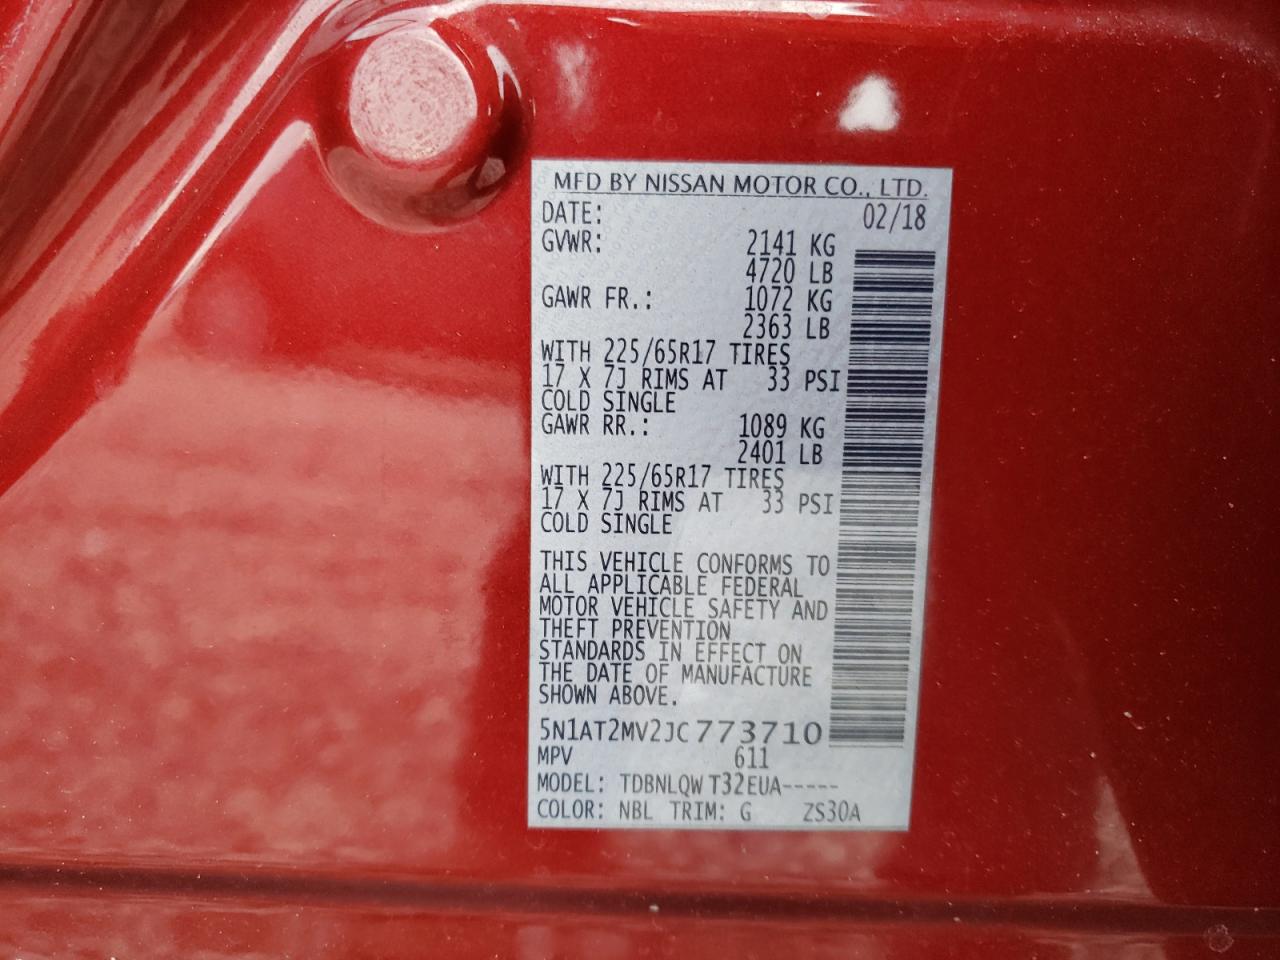 MFD BY NISSAN MOTOR CO., LTD.
DATE: 02/18
GVWR: 2141 KG
4720 LB
GAWR FR.: 1072 KG
2363 LB
WITH 225/65R17 TIRES
17 X 7J RIMS AT 33 PSI
COLD SINGLE
GAWR RR.: 1089 KG
2401 LB
WITH 225/65R17 TIRES
17 X 7J RIMS AT 33 PSI
COLD SINGLE
THIS VEHICLE CONFORMS TO
ALL APPLICABLE FEDERAL
MOTOR VEHICLE SAFETY AND
THEFT PREVENTION
STANDARDS IN EFFECT ON
THE DATE OF MANUFACTURE
SHOWN ABOVE.
5N1AT2MV2JC773710
MPV 611
MODEL: TDBNLQW T32EUA-----
COLOR: NBL TRIM: G ZS30A